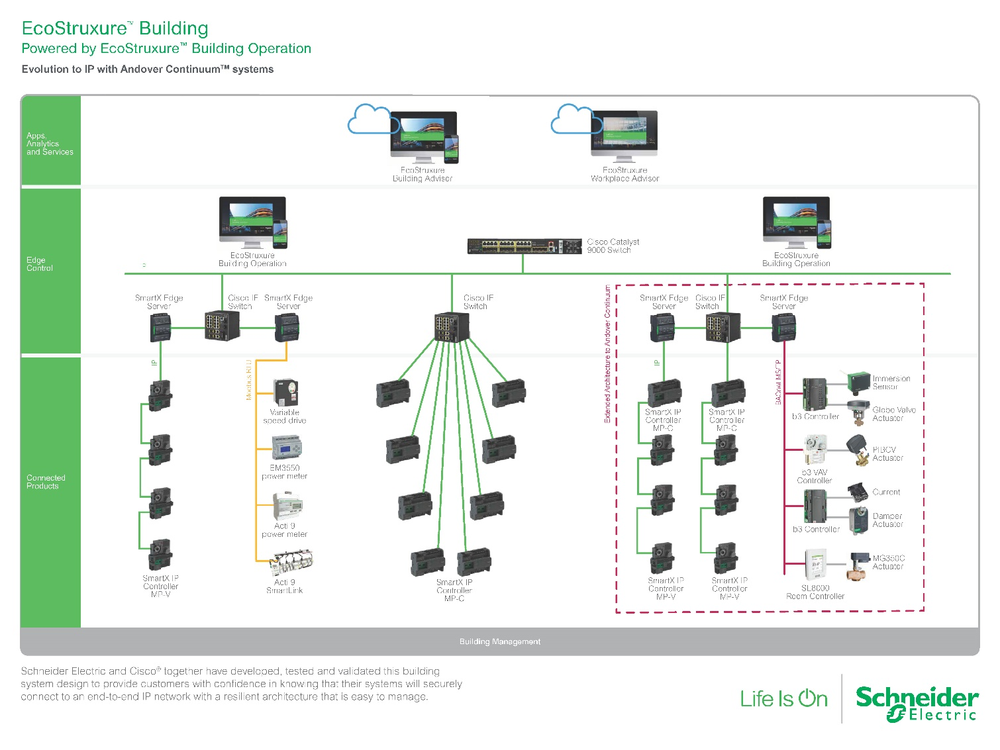 EcoStruxure™ Building
Powered by EcoStruxure™ Building Operation
Evolution to IP with Andover Continuum™ systems
Apps,
Analytics
and Services
EcoStruxure
Building Advisor
EcoStruxure
Workplace Advisor
Edge
Control
EcoStruxure
Building Operation
Cisco Catalyst
9000 Switch
EcoStruxure
Building Operation
SmartX Edge
Server
Cisco IE
Switch
SmartX Edge
Server
Cisco IE
Switch
Extended Architecture to Andover Continuum
SmartX Edge
Server
Cisco IE
Switch
SmartX Edge
Server
Connected
Products
IP
Modbus RTU
IP
BACnet MS/TP
Variable
speed drive
EM3550
power meter
Acti 9
power meter
Acti 9
SmartLink
SmartX IP
Controller
MP-V
SmartX IP
Controller
MP-C
SmartX IP
Controller
MP-C
SmartX IP
Controller
MP-C
SmartX IP
Controller
MP-V
SmartX IP
Controller
MP-V
b3 Controller
Immersion
Sensor
Globe Valve
Actuator
b3 VAV
Controller
PIBCV
Actuator
b3 Controller
Current
Damper
Actuator
SL8000
Room Controller
MG350C
Actuator
Building Management
Schneider Electric and Cisco® together have developed, tested and validated this building
system design to provide customers with confidence in knowing that their systems will securely
connect to an end-to-end IP network with a resilient architecture that is easy to manage.
Life Is On
Schneider
Electric